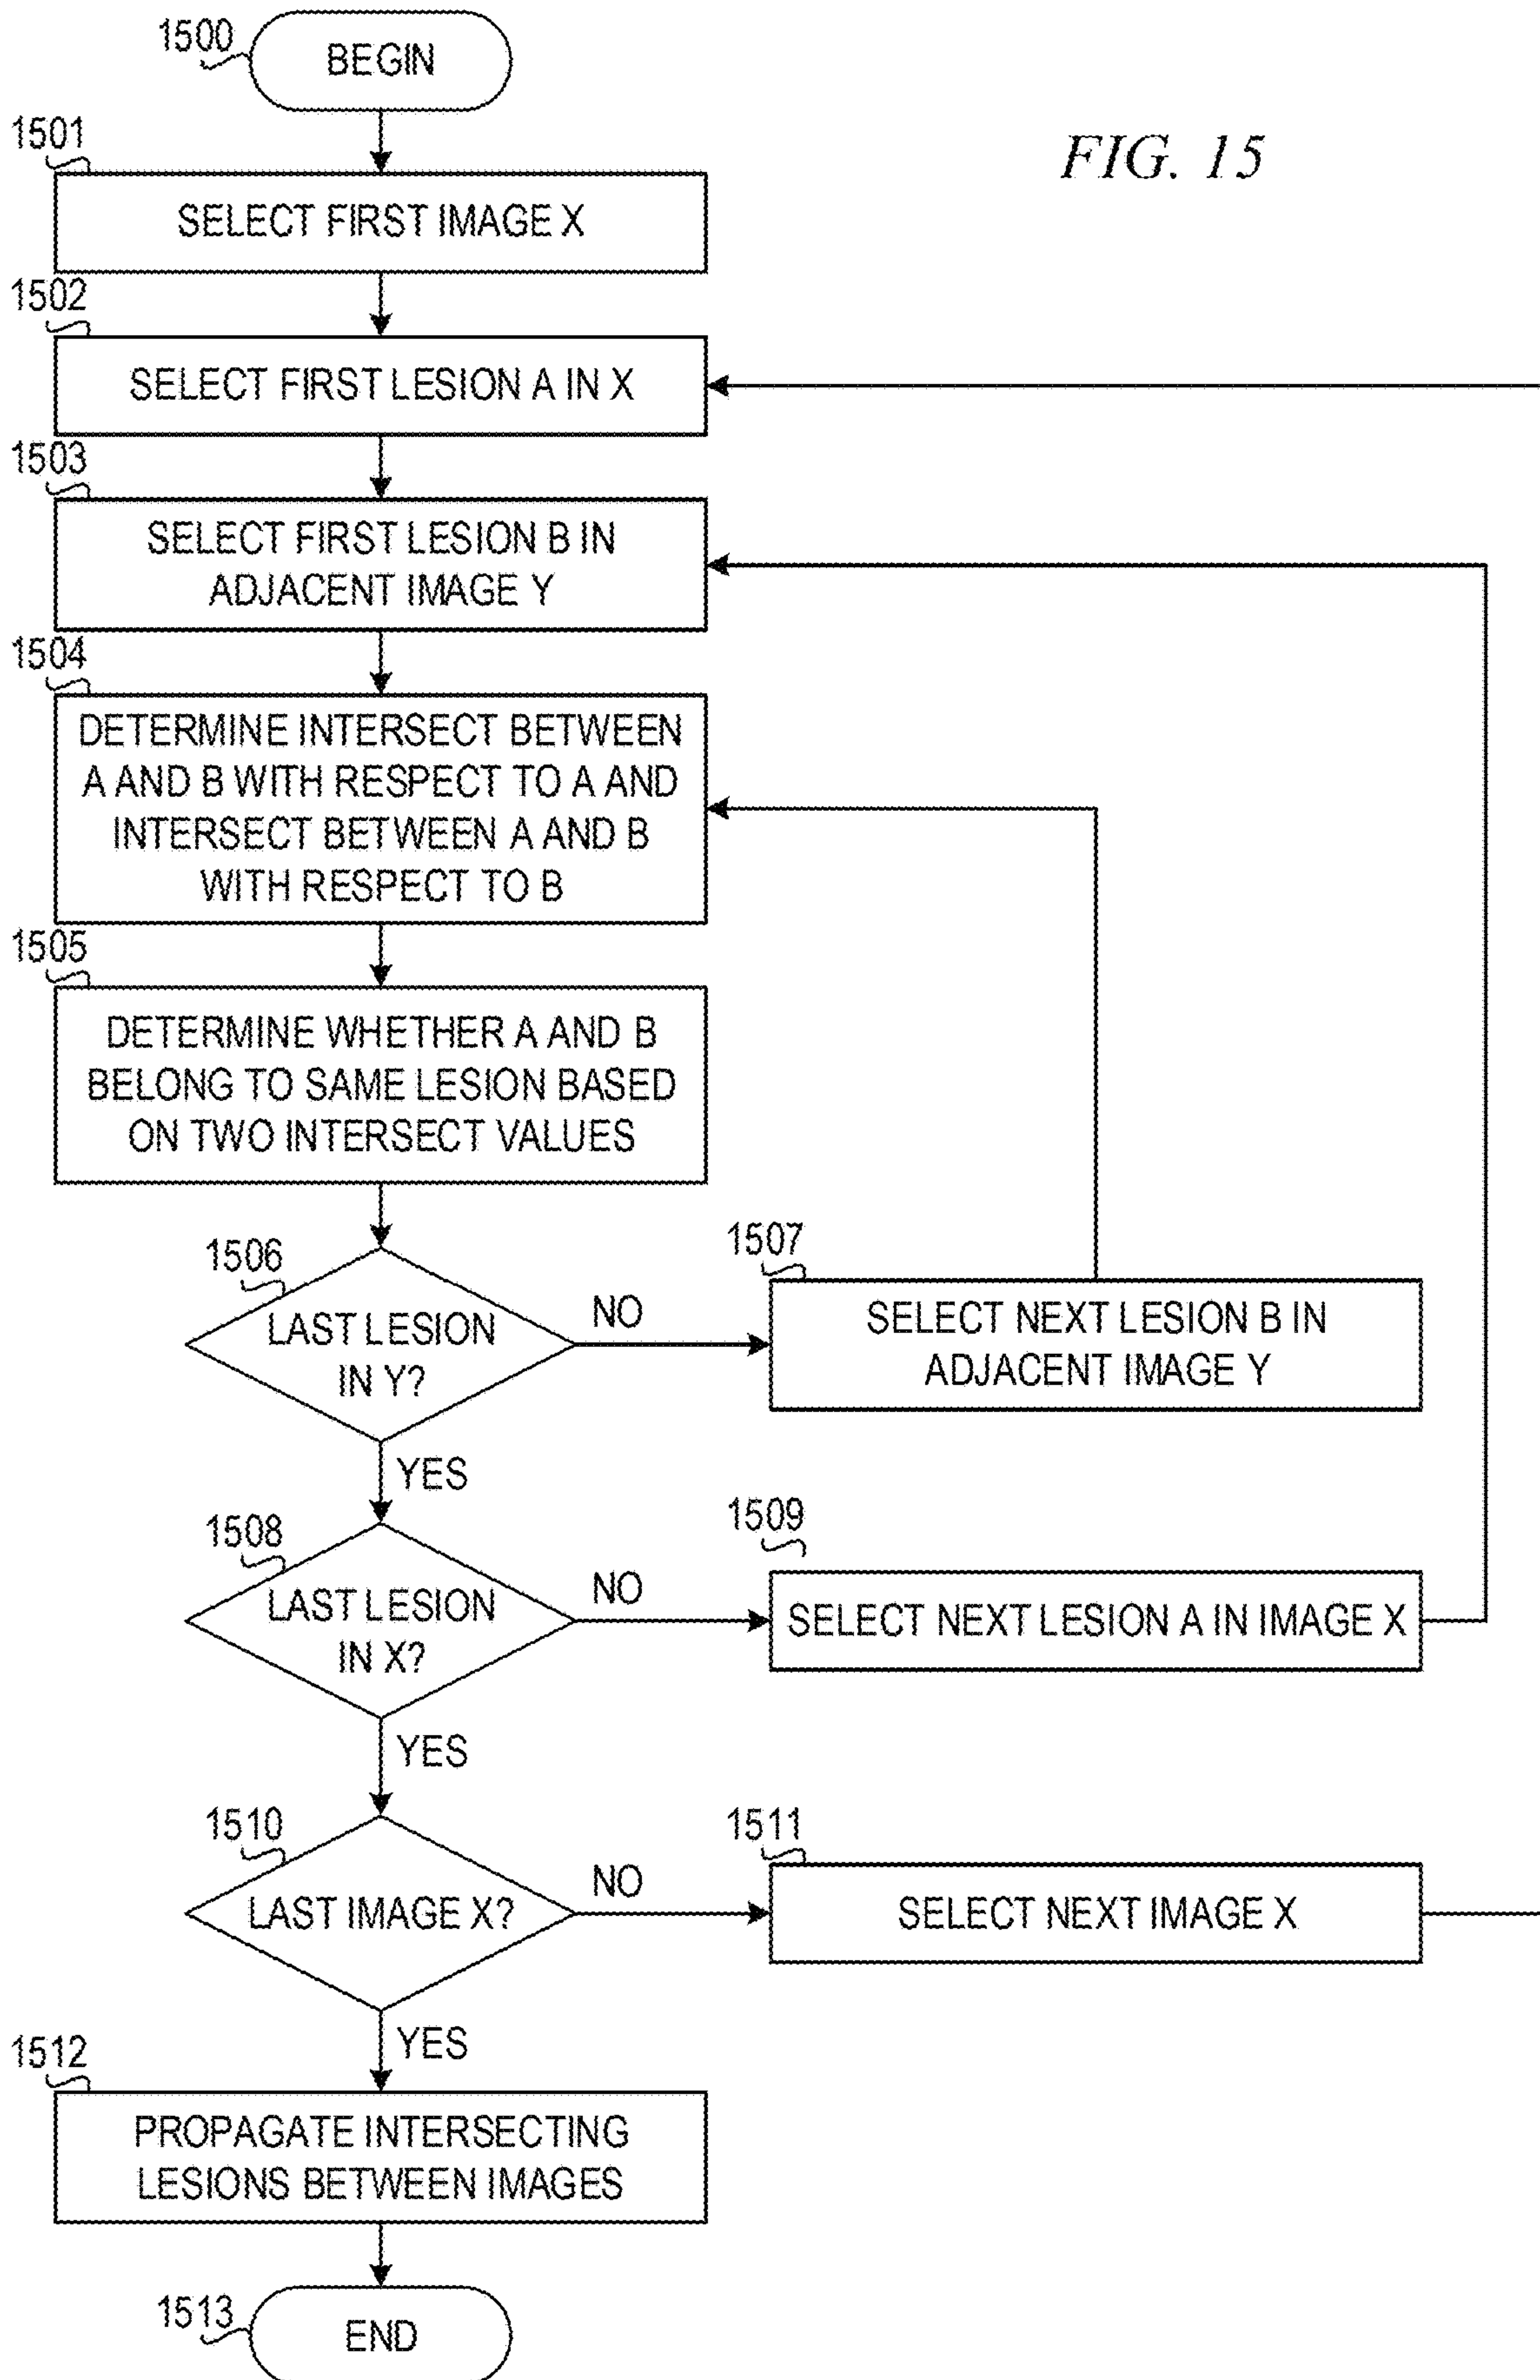 1500
BEGIN
FIG. 15
1501
SELECT FIRST IMAGE X
1502
SELECT FIRST LESION A IN X
1503
SELECT FIRST LESION B IN
ADJACENT IMAGE Y
1504
DETERMINE INTERSECT BETWEEN
A AND B WITH RESPECT TO A AND
INTERSECT BETWEEN A AND B
WITH RESPECT TO B
1505
DETERMINE WHETHER A AND B
BELONG TO SAME LESION BASED
ON TWO INTERSECT VALUES
1506
LAST LESION
IN Y?
NO
1507
SELECT NEXT LESION B IN
ADJACENT IMAGE Y
YES
1508
LAST LESION
IN X?
NO
1509
SELECT NEXT LESION A IN IMAGE X
YES
1510
LAST IMAGE X?
NO
1511
SELECT NEXT IMAGE X
YES
1512
PROPAGATE INTERSECTING
LESIONS BETWEEN IMAGES
1513
END